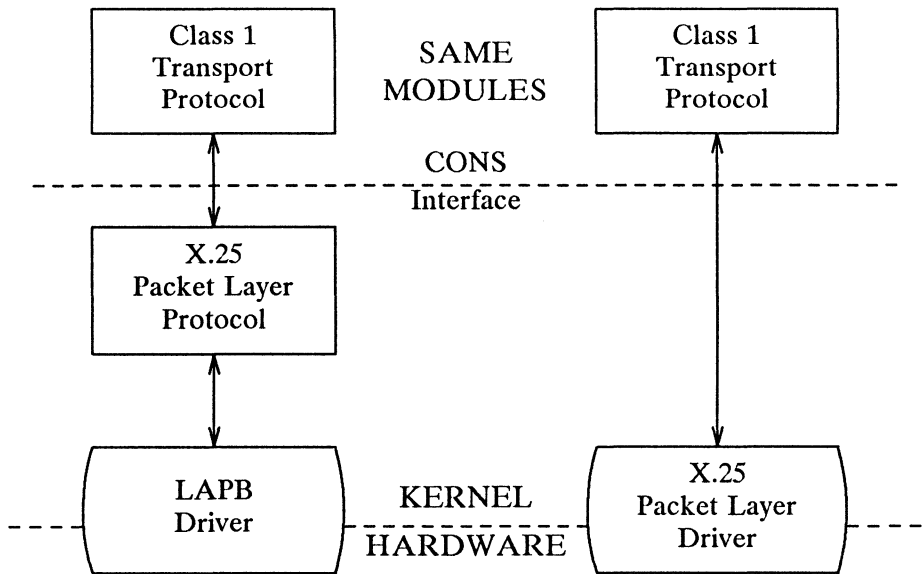 Class 1
Transport
Protocol
SAME
MODULES
Class 1
Transport
Protocol
CONS
Interface
X.25
Packet Layer
Protocol
LAPB
Driver
KERNEL
HARDWARE
X.25
Packet Layer
Driver